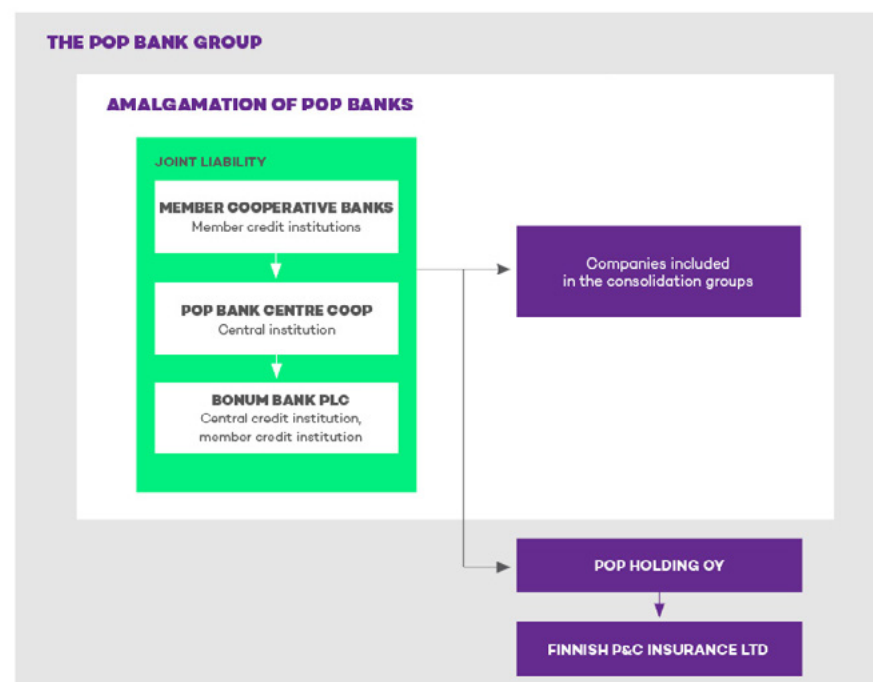 THE POP BANK GROUP
AMALGAMATION OF POP BANKS
JOINT LIABILITY
MEMBER COOPERATIVE BANKS
Member credit institutions
POP BANK CENTRE COOP
Central institution
BONUM BANK PLC
Central credit institution,
member credit institution
Companies included
in the consolidation groups
POP HOLDING OY
FINNISH P&C INSURANCE LTD